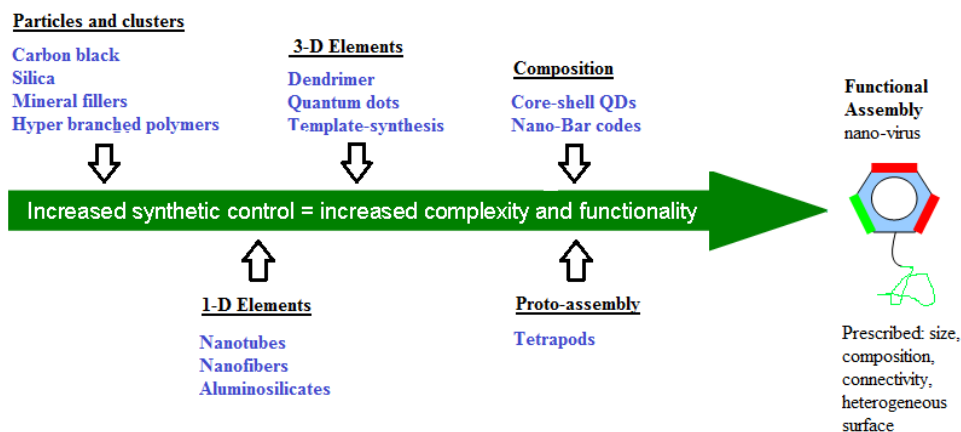 Particles and clusters
Carbon black
Silica
Mineral fillers
Hyper branched polymers
3-D Elements
Dendrimer
Quantum dots
Template-synthesis
Composition
Core-shell QDs
Nano-Bar codes
Functional
Assembly
nano-virus
Increased synthetic control = increased complexity and functionality
1-D Elements
Nanotubes
Nanofibers
Aluminosilicates
Proto-assembly
Tetrapods
Prescribed: size,
composition,
connectivity,
heterogeneous
surface